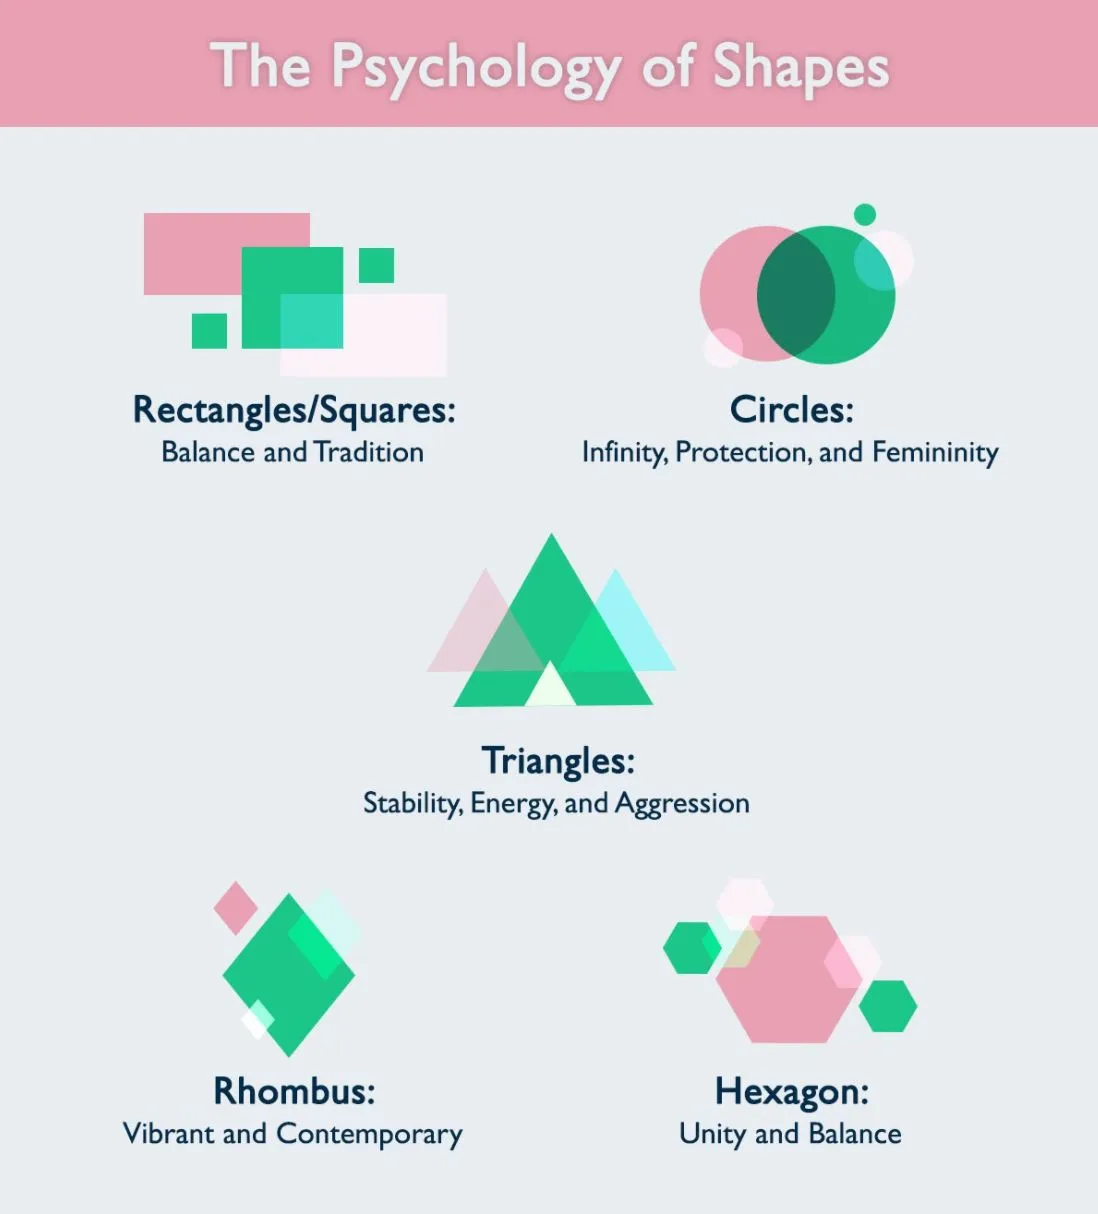 The Psychology of Shapes
Rectangles/Squares:
Balance and Tradition
Circles:
Infinity, Protection, and Femininity
Triangles:
Stability, Energy, and Aggression
Rhombus:
Vibrant and Contemporary
Hexagon:
Unity and Balance